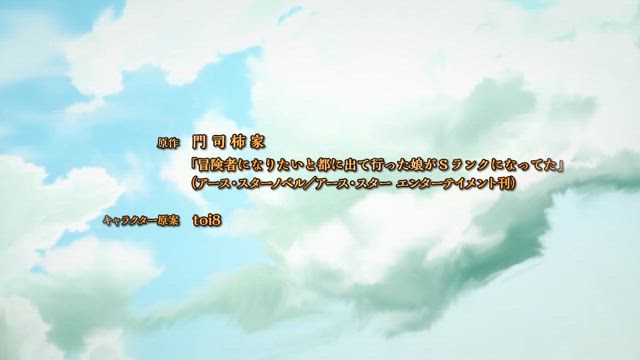 原作 門司柿家
「冒険者になりたいと都に出て行った娘がSランクになってた」
(アース・スターノベル/アース・スター エンターテイメント刊)
キャラクター原案 toi8